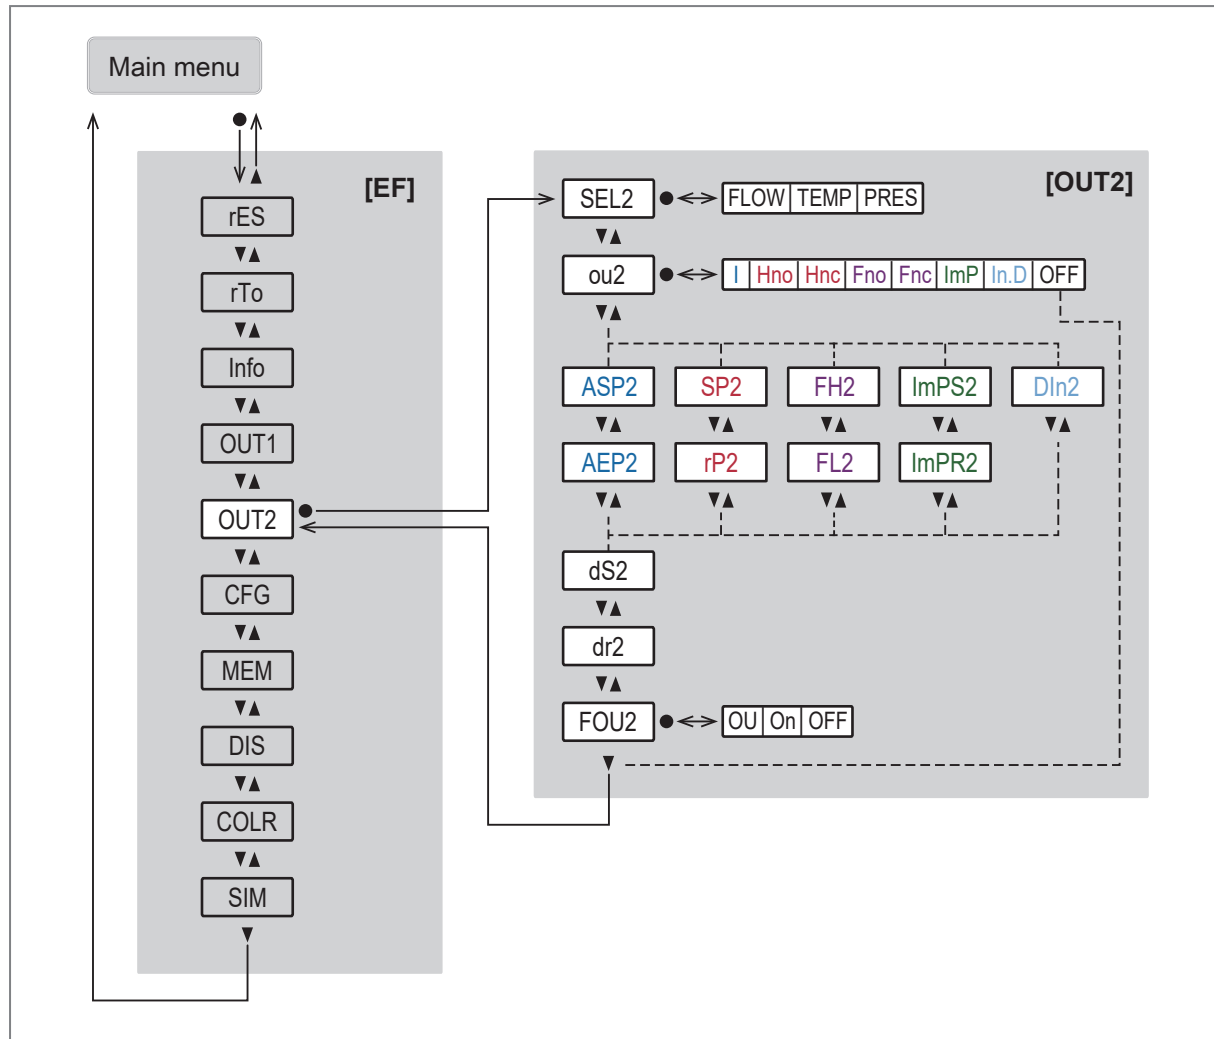 Main menu
[EF]
rES
rTo
Info
OUT1
OUT2
CFG
MEM
DIS
COLR
SIM
[OUT2]
SEL2 FLOW TEMP PRES
ou2 I Hno Hnc Fno Fnc ImP In.D OFF
ASP2 SP2 FH2 ImPS2 DIn2
AEP2 rP2 FL2 ImPR2
dS2
dr2
FOU2 OU On OFF